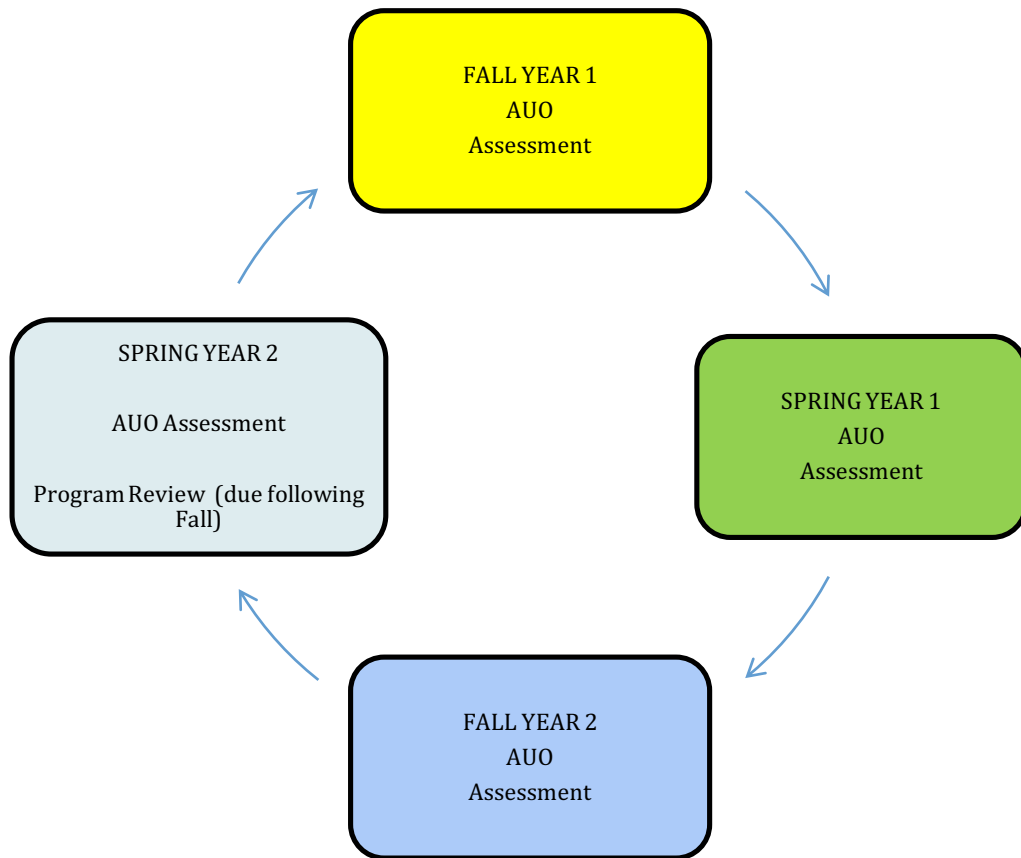 FALL YEAR 1
AUO
Assessment
SPRING YEAR 1
AUO
Assessment
FALL YEAR 2
AUO
Assessment
SPRING YEAR 2
AUO Assessment
Program Review (due following
Fall)